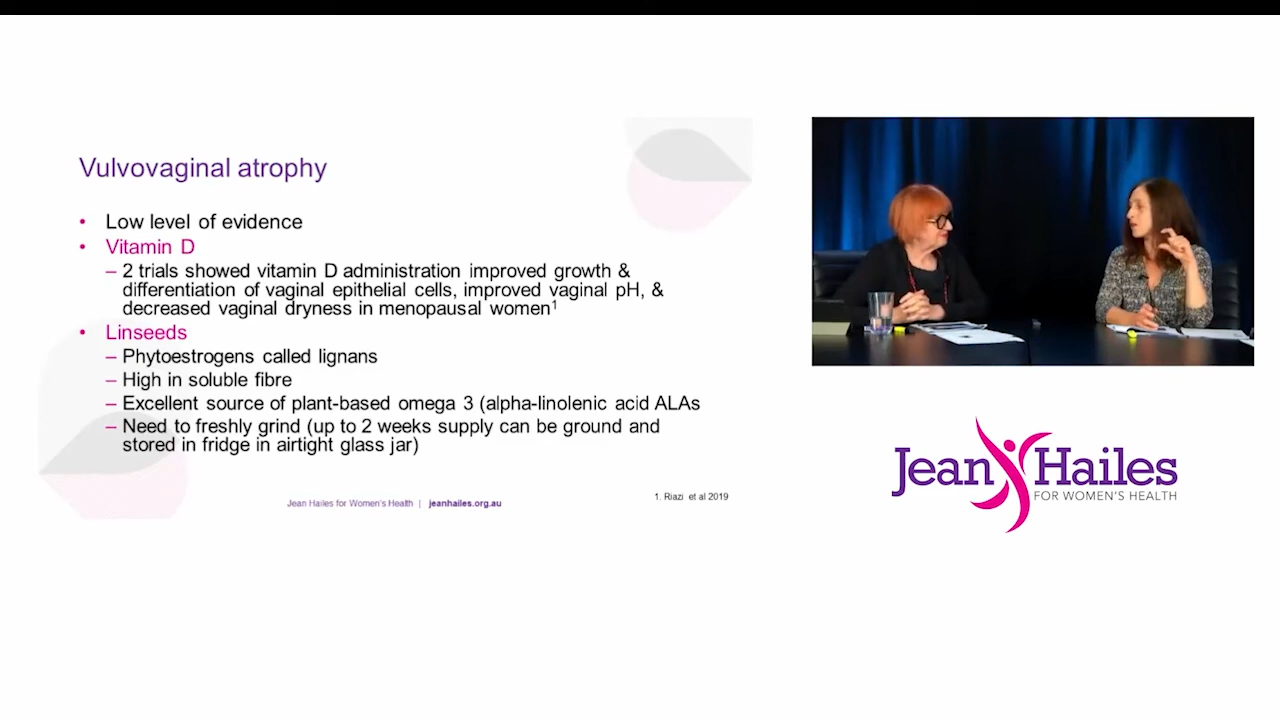 Vulvovaginal atrophy
• Low level of evidence
• Vitamin D
– 2 trials showed vitamin D administration improved growth &
differentiation of vaginal epithelial cells, improved vaginal pH, &
decreased vaginal dryness in menopausal women1
• Linseeds
– Phytoestrogens called lignans
– High in soluble fibre
– Excellent source of plant-based omega 3 (alpha-linolenic acid ALAs
– Need to freshly grind (up to 2 weeks supply can be ground and
stored in fridge in airtight glass jar)
Jean Hailes for Women's Health | jeanhailes.org.au
1. Riazi et al 2019
Jean Hailes
FOR WOMEN'S HEALTH